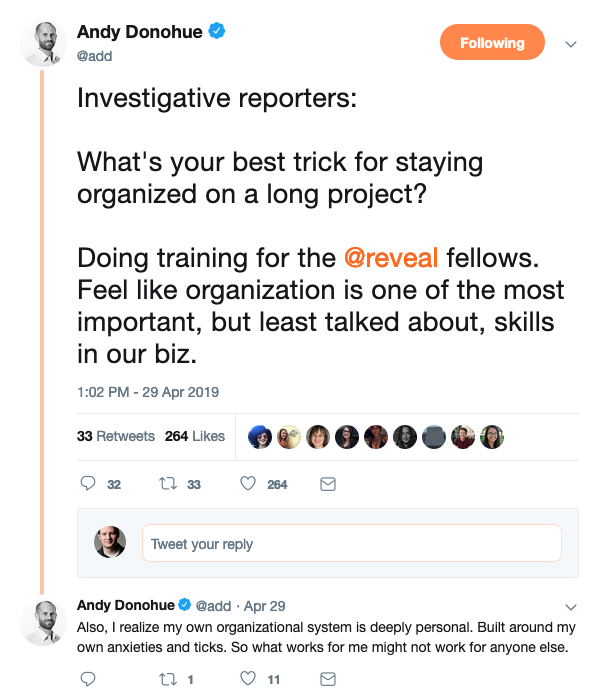 Andy Donohue
Following
@add
Investigative reporters:
What's your best trick for staying
organized on a long project?
Doing training for the @reveal fellows.
Feel like organization is one of the most
important, but least talked about, skills
in our biz.
1:02 PM - 29 Apr 2019
33 Retweets 264 Likes
32 33 264
Tweet your reply
Andy Donohue @add · Apr 29
Also, I realize my own organizational system is deeply personal. Built around my
own anxieties and ticks. So what works for me might not work for anyone else.
1 11